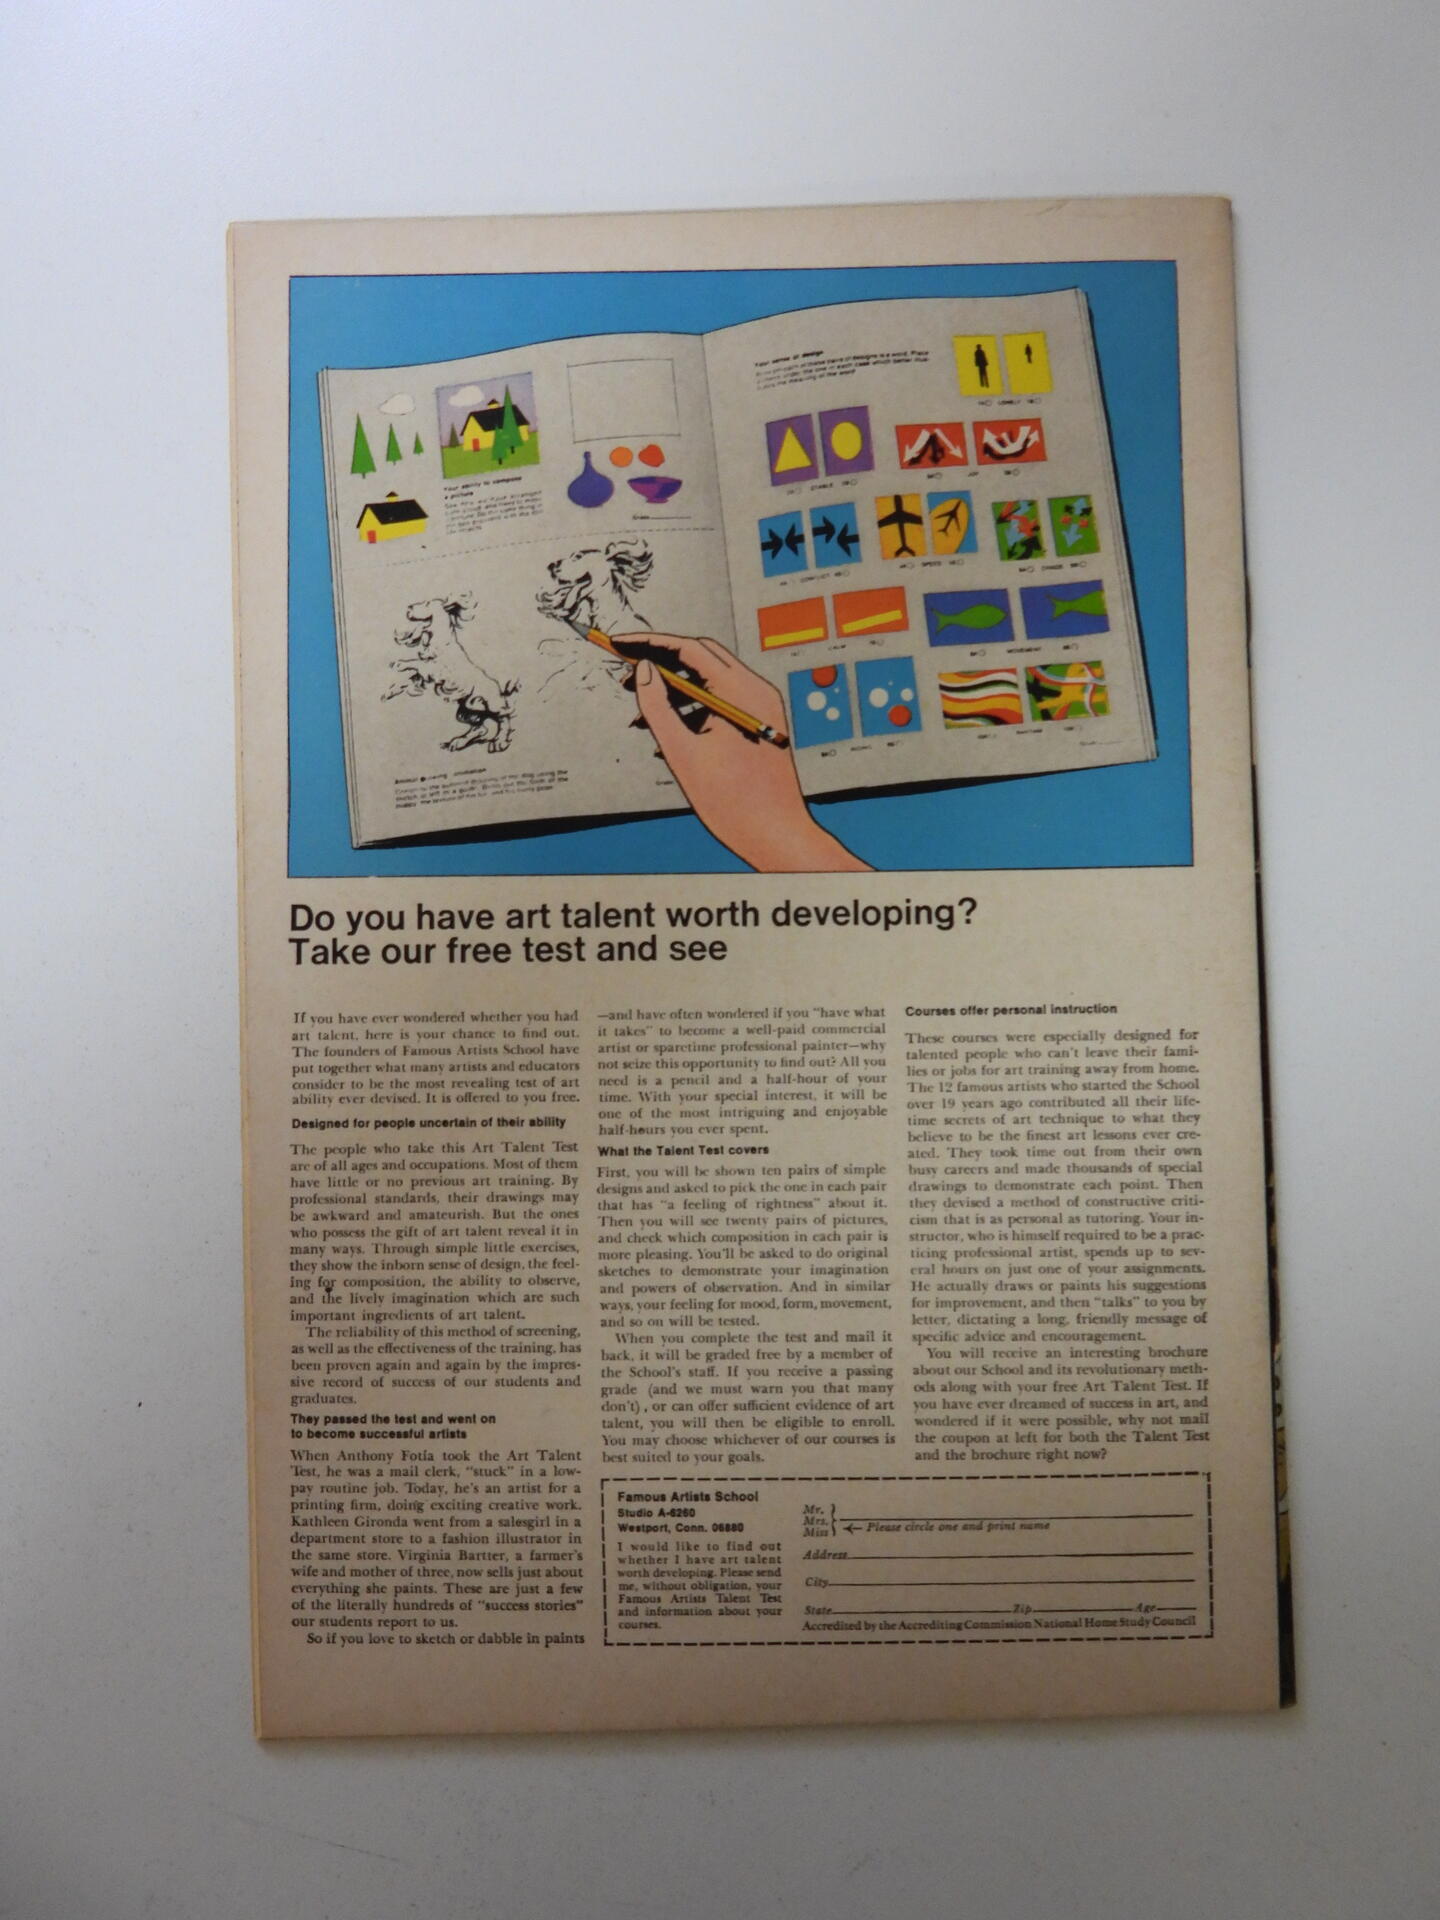 Your ability to compose
a picture
Your sense of design
LONELY
STABLE
JOY
CONFLICT
SPEED
CALM
MOVEMENT
Do you have art talent worth developing?
Take our free test and see
If you have ever wondered whether you had
art talent, here is your chance to find out.
The founders of Famous Artists School have
put together what many artists and educators
consider to be the most revealing test of art
ability ever devised. It is offered to you free.
Designed for people uncertain of their ability
The people who take this Art Talent Test
are of all ages and occupations. Most of them
have little or no previous art training. By
professional standards, their drawings may
be awkward and amateurish. But the ones
who possess the gift of art talent reveal it in
many ways. Through simple little exercises,
they show the inborn sense of design, the feel-
ing for composition, the ability to observe,
and the lively imagination which are such
important ingredients of art talent.
The reliability of this method of screening,
as well as the effectiveness of the training, has
been proven again and again by the impres-
sive record of success of our students and
graduates.
They passed the test and went on
to become successful artists
When Anthony Fotia took the Art Talent
Test, he was a mail clerk, "stuck" in a low-
pay routine job. Today, he's an artist for a
printing firm, doing exciting creative work.
Kathleen Gironda went from a salesgirl in a
department store to a fashion illustrator in
the same store. Virginia Bartter, a farmer's
wife and mother of three, now sells just about
everything she paints. These are just a few
of the literally hundreds of "success stories"
our students report to us.
So if you love to sketch or dabble in paints
—and have often wondered if you "have what
it takes" to become a well-paid commercial
artist or sparetime professional painter—why
not seize this opportunity to find out? All you
need is a pencil and a half-hour of your
time. With your special interest, it will be
one of the most intriguing and enjoyable
half-hours you ever spent.
What the Talent Test covers
First, you will be shown ten pairs of simple
designs and asked to pick the one in each pair
that has "a feeling of rightness" about it.
Then you will see twenty pairs of pictures,
and check which composition in each pair is
more pleasing. You'll be asked to do original
sketches to demonstrate your imagination
and powers of observation. And in similar
ways, your feeling for mood, form, movement,
and so on will be tested.
When you complete the test and mail it
back, it will be graded free by a member of
the School's staff. If you receive a passing
grade (and we must warn you that many
don't), or can offer sufficient evidence of art
talent, you will then be eligible to enroll.
You may choose whichever of our courses is
best suited to your goals.
Courses offer personal instruction
These courses were especially designed for
talented people who can't leave their fami-
lies or jobs for art training away from home.
The 12 famous artists who started the School
over 19 years ago contributed all their life-
time secrets of art technique to what they
believe to be the finest art lessons ever cre-
ated. They took time out from their own
busy careers and made thousands of special
drawings to demonstrate each point. Then
they devised a method of constructive criti-
cism that is as personal as tutoring. Your in-
structor, who is himself required to be a prac-
ticing professional artist, spends up to sev-
eral hours on just one of your assignments.
He actually draws or paints his suggestions
for improvement, and then "talks" to you by
letter, dictating a long, friendly message of
specific advice and encouragement.
You will receive an interesting brochure
about our School and its revolutionary meth-
ods along with your free Art Talent Test. If
you have ever dreamed of success in art, and
wondered if it were possible, why not mail
the coupon at left for both the Talent Test
and the brochure right now?
Famous Artists School
Studio A-6260
Westport, Conn. 06880
I would like to find out
whether I have art talent
worth developing. Please send
me, without obligation, your
Famous Artists Talent Test
and information about your
courses.
Mr.
Mrs.
Miss Please circle one and print name
Address
City
State Zip Age
Accredited by the Accrediting Commission National Home Study Council